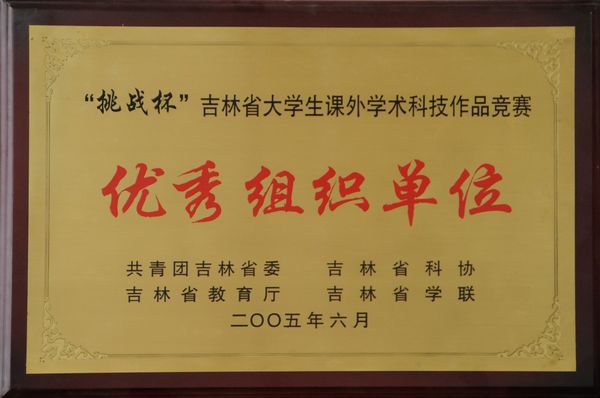 “挑战杯”吉林省大学生课外学术科技作品竞赛
优秀组织单位
共青团吉林省委 吉林省科协
吉林省教育厅 吉林省学联
二〇〇五年六月